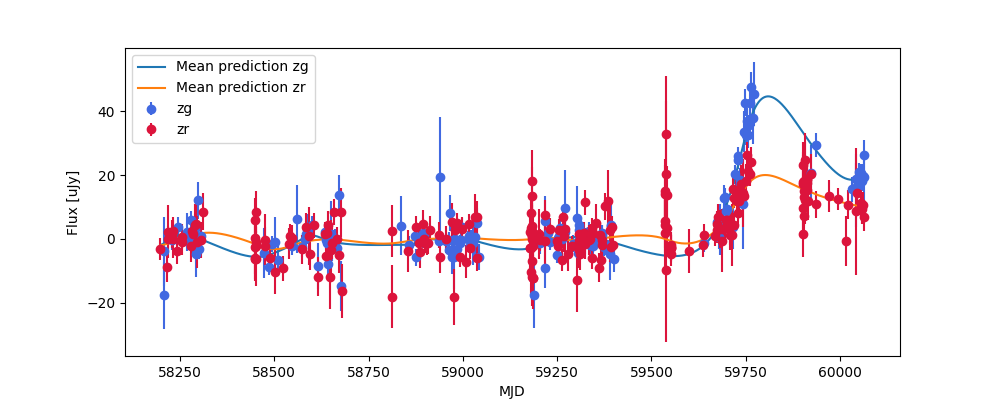 Mean prediction zg
Mean prediction zr
zg
zr
Flux [uJy]
40
20
0
−20
58250 58500 58750 59000 59250 59500 59750 60000
MJD